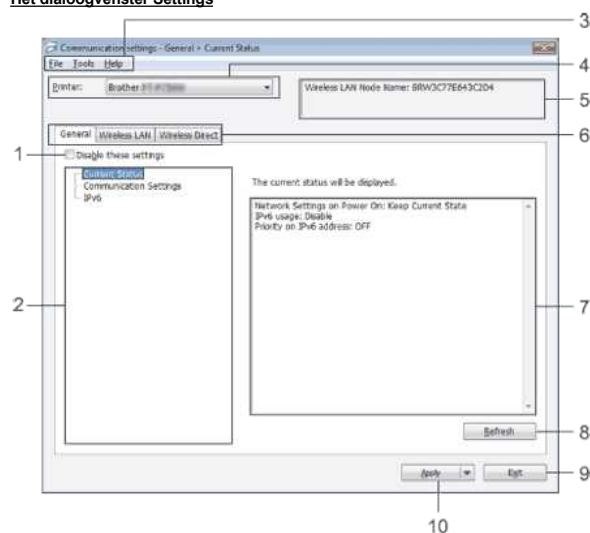 Het dialoogvenster Settings
3
Communication settings - General > Current Status
File Tools Help
4
Printer: Brother
Wireless LAN Node Name: BRW3C77E643C2D4
5
General Wireless LAN Wireless Direct
6
1
Disable these settings
Current Status
Communication Settings
IPv6
The current status will be displayed.
Network Settings on Power On: Keep Current State
IPv6 usage: Disable
Priority on IPv6 address: OFF
2
7
Refresh
8
Apply
Exit
9
10